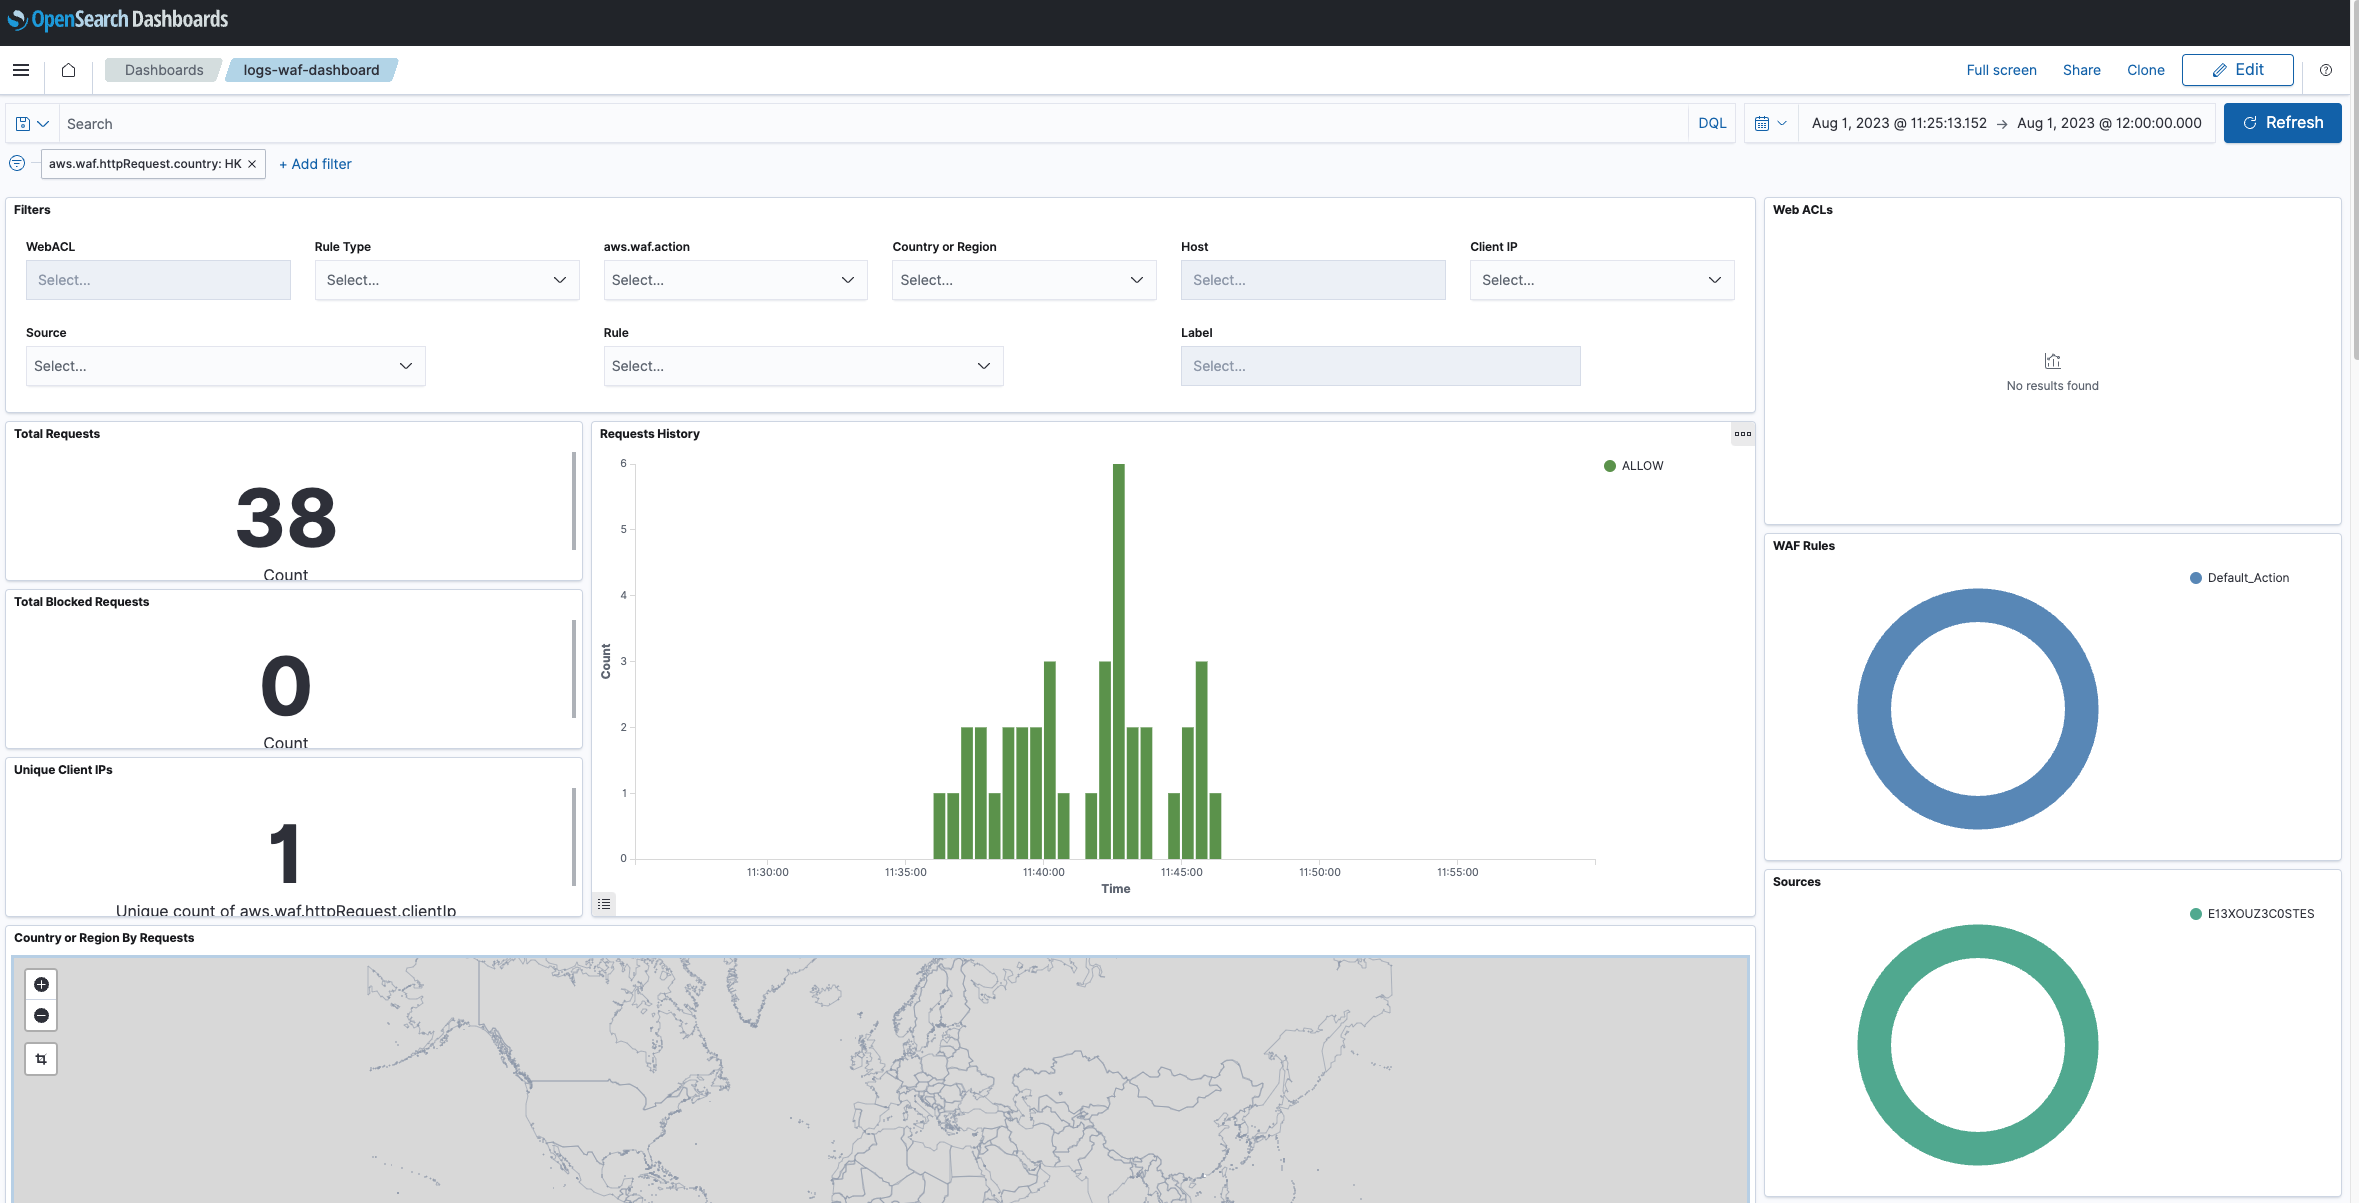 OpenSearch Dashboards
Dashboards
logs-waf-dashboard
Full screen
Share
Clone
Edit
Search
DQL
Aug 1, 2023 @ 11:25:13.152 → Aug 1, 2023 @ 12:00:00.000
Refresh
aws.waf.httpRequest.country: HK ×
+ Add filter
Filters
WebACL
Select...
Rule Type
Select...
aws.waf.action
Select...
Country or Region
Select...
Host
Select...
Client IP
Select...
Source
Select...
Rule
Select...
Label
Select...
Web ACLs
No results found
Total Requests
38
Count
Total Blocked Requests
0
Count
Unique Client IPs
1
Unique count of aws.waf.httpRequest.clientIp
Requests History
ALLOW
6
5
4
3
2
1
0
Count
11:30:00
11:35:00
11:40:00
11:45:00
11:50:00
11:55:00
Time
WAF Rules
Default_Action
Sources
E13XOUZ3C0STES
Country or Region By Requests